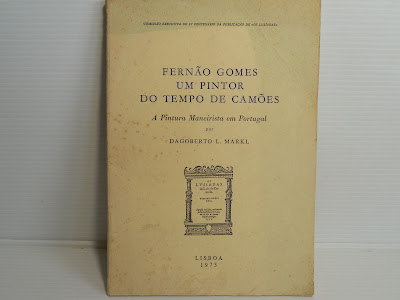 COMISSÃO EXECUTIVA DO IV CENTENÁRIO DA PUBLICAÇÃO DE «OS LUSÍADAS»
FERNÃO GOMES
UM PINTOR
DO TEMPO DE CAMÕES
A Pintura Maneirista em Portugal
por
DAGOBERTO L. MARKL
OS
LUSIADAS
LISBOA
1973